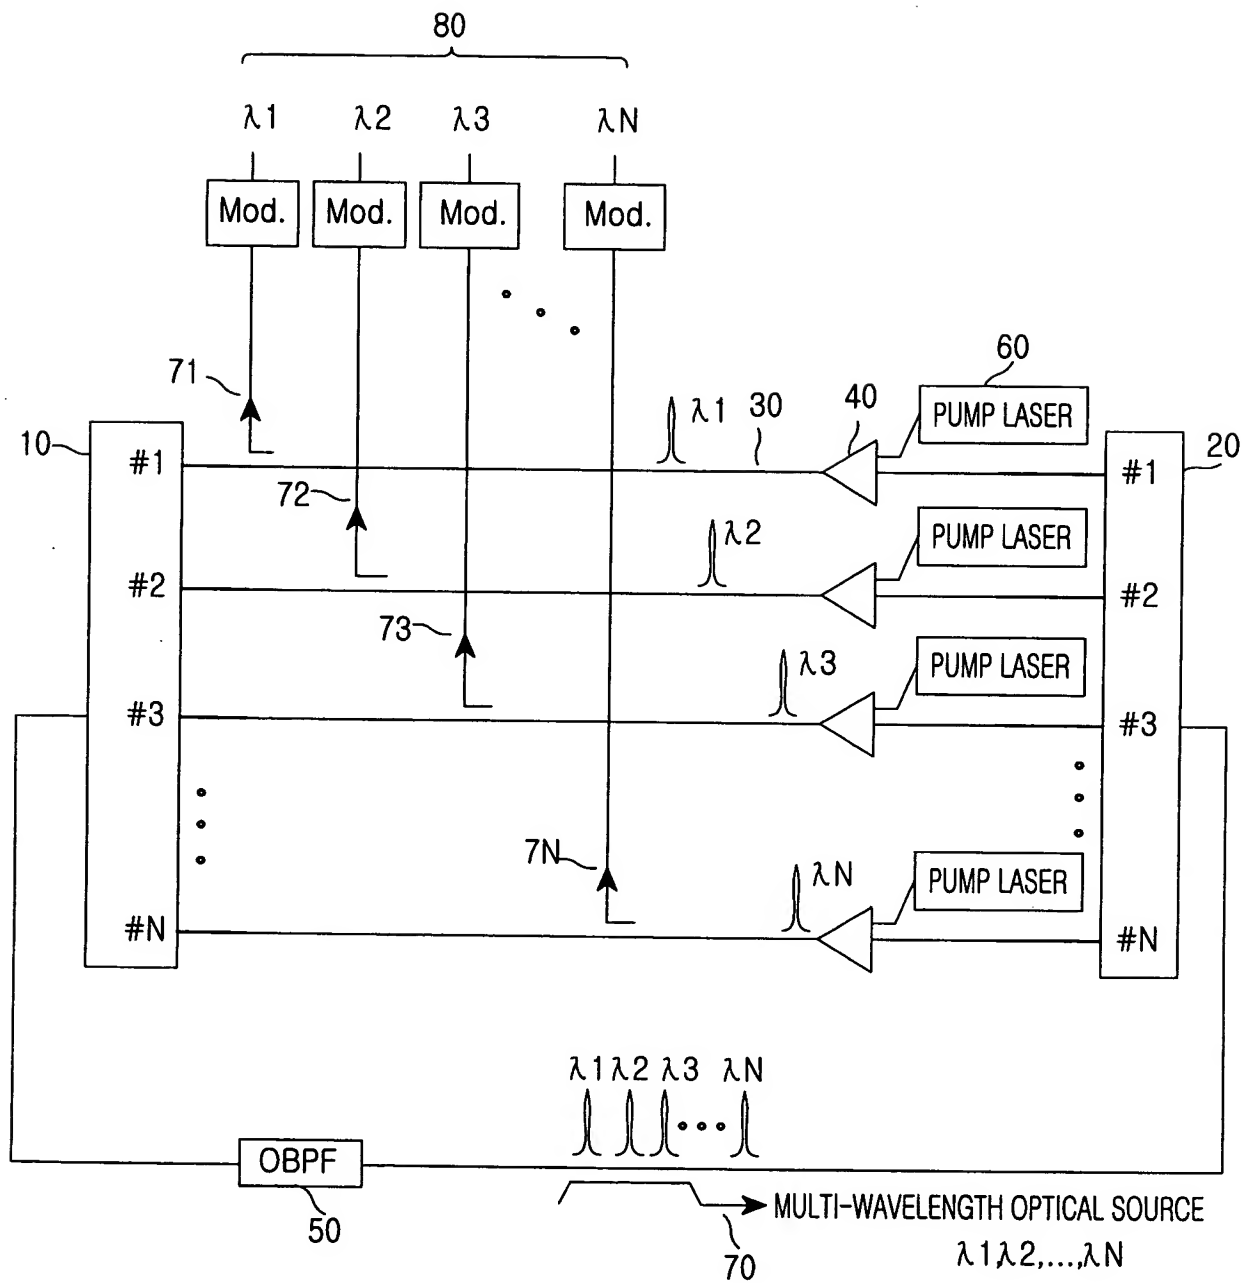 80
λ1 λ2 λ3 λN
Mod. Mod. Mod. Mod.
71
60
PUMP LASER
10
#1
λ1
30
40
#1
20
72
λ2
PUMP LASER
#2
#2
73
λ3
PUMP LASER
#3
#3
7N
λN
PUMP LASER
#N
#N
λ1 λ2 λ3 λN
OBPF
50
70
MULTI-WAVELENGTH OPTICAL SOURCE
λ1,λ2,...,λN